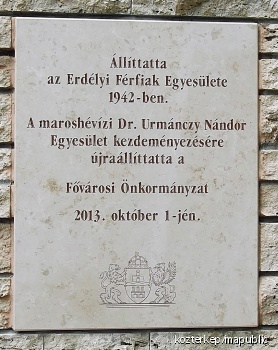 Állíttatta
az Erdélyi Férfiak Egyesülete
1942-ben.
A maroshévízi Dr. Urmánczy Nándor
Egyesület kezdeményezésére
újraállíttatta a
Fővárosi Önkormányzat
2013. október 1-jén.
kozterkep.mapublic